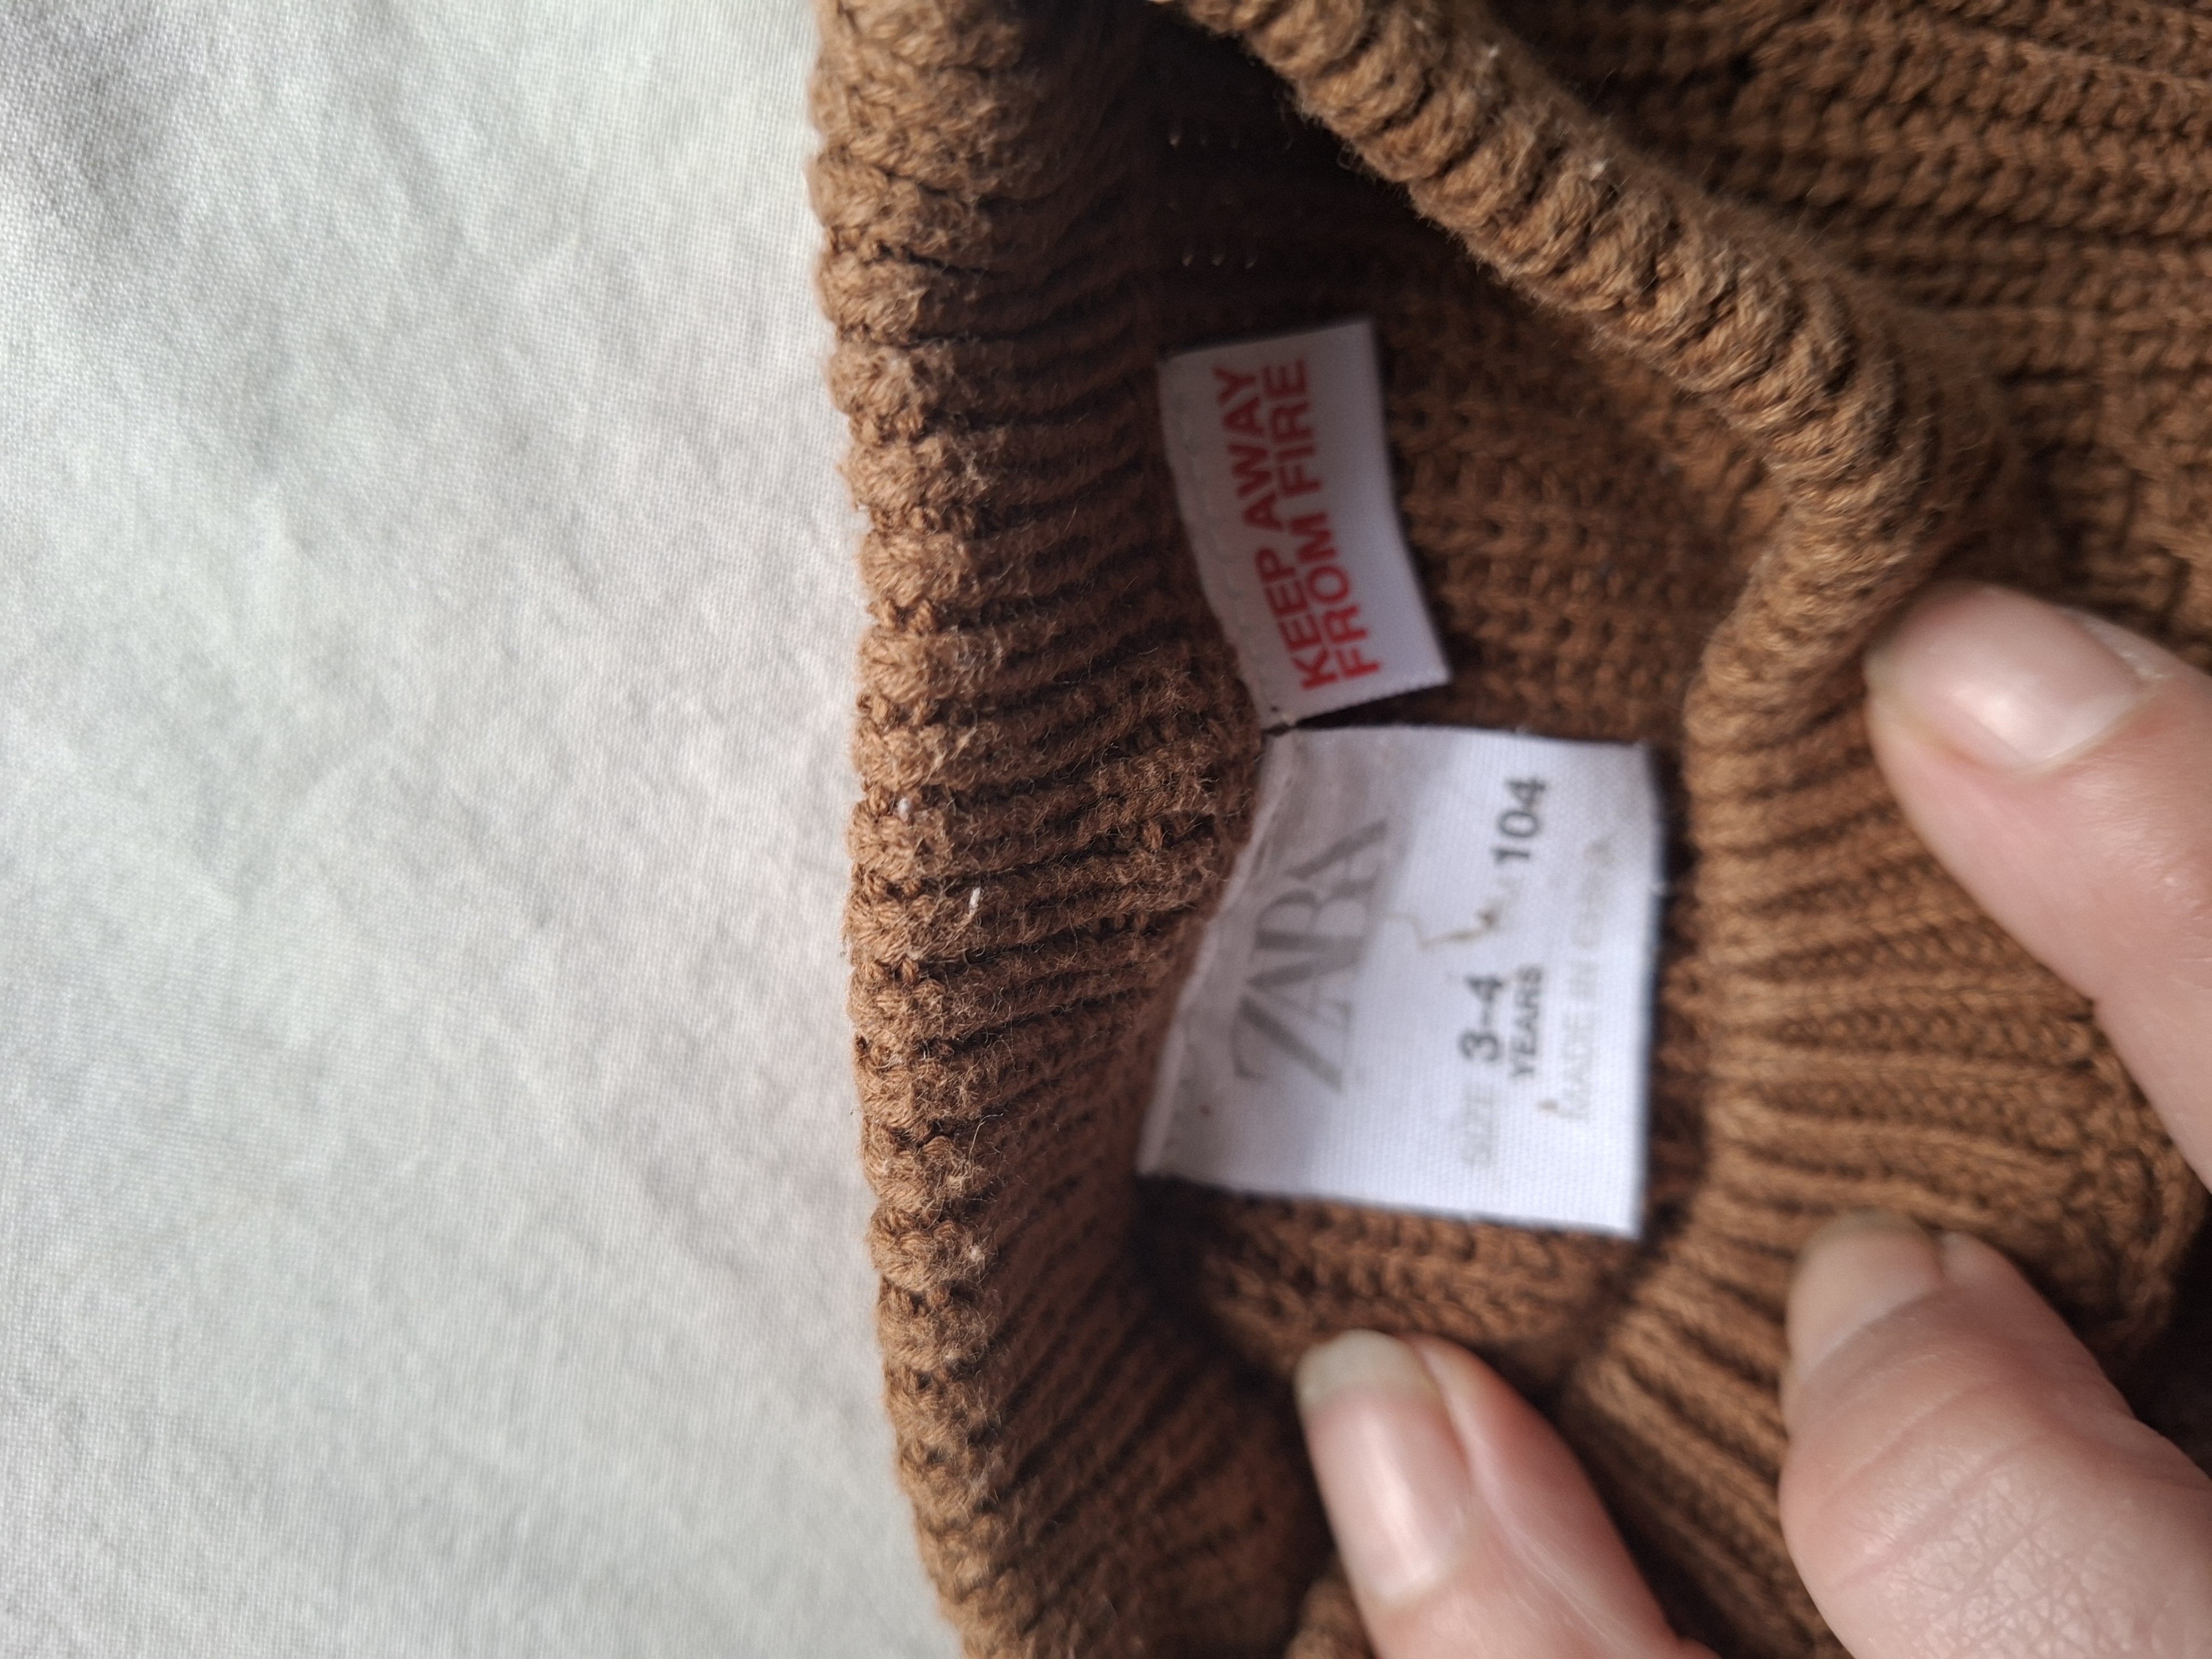 KEEP AWAY
FROM FIRE
ZARA
SIZE 3-4 104
YEARS
MADE IN CHINA